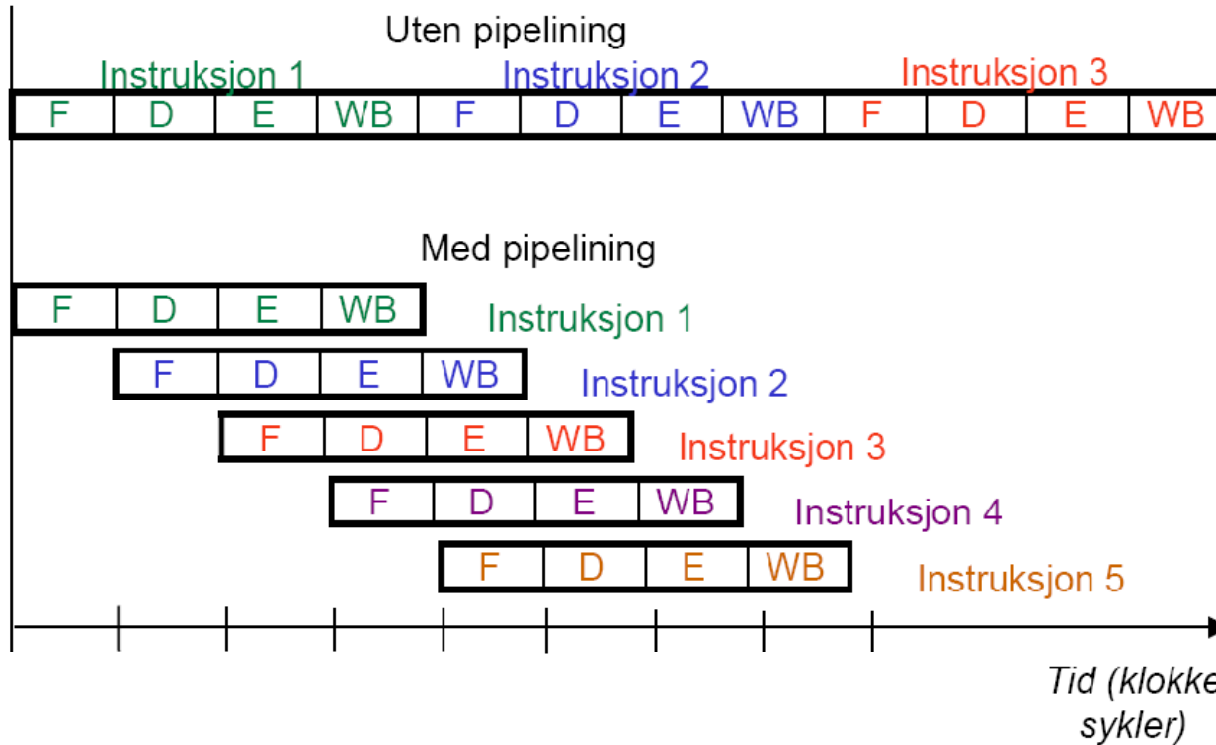 Uten pipelining
Instruksjon 1 Instruksjon 2 Instruksjon 3
F D E WB F D E WB F D E WB
Med pipelining
F D E WB Instruksjon 1
F D E WB Instruksjon 2
F D E WB Instruksjon 3
F D E WB Instruksjon 4
F D E WB Instruksjon 5
Tid (klokke
sykler)